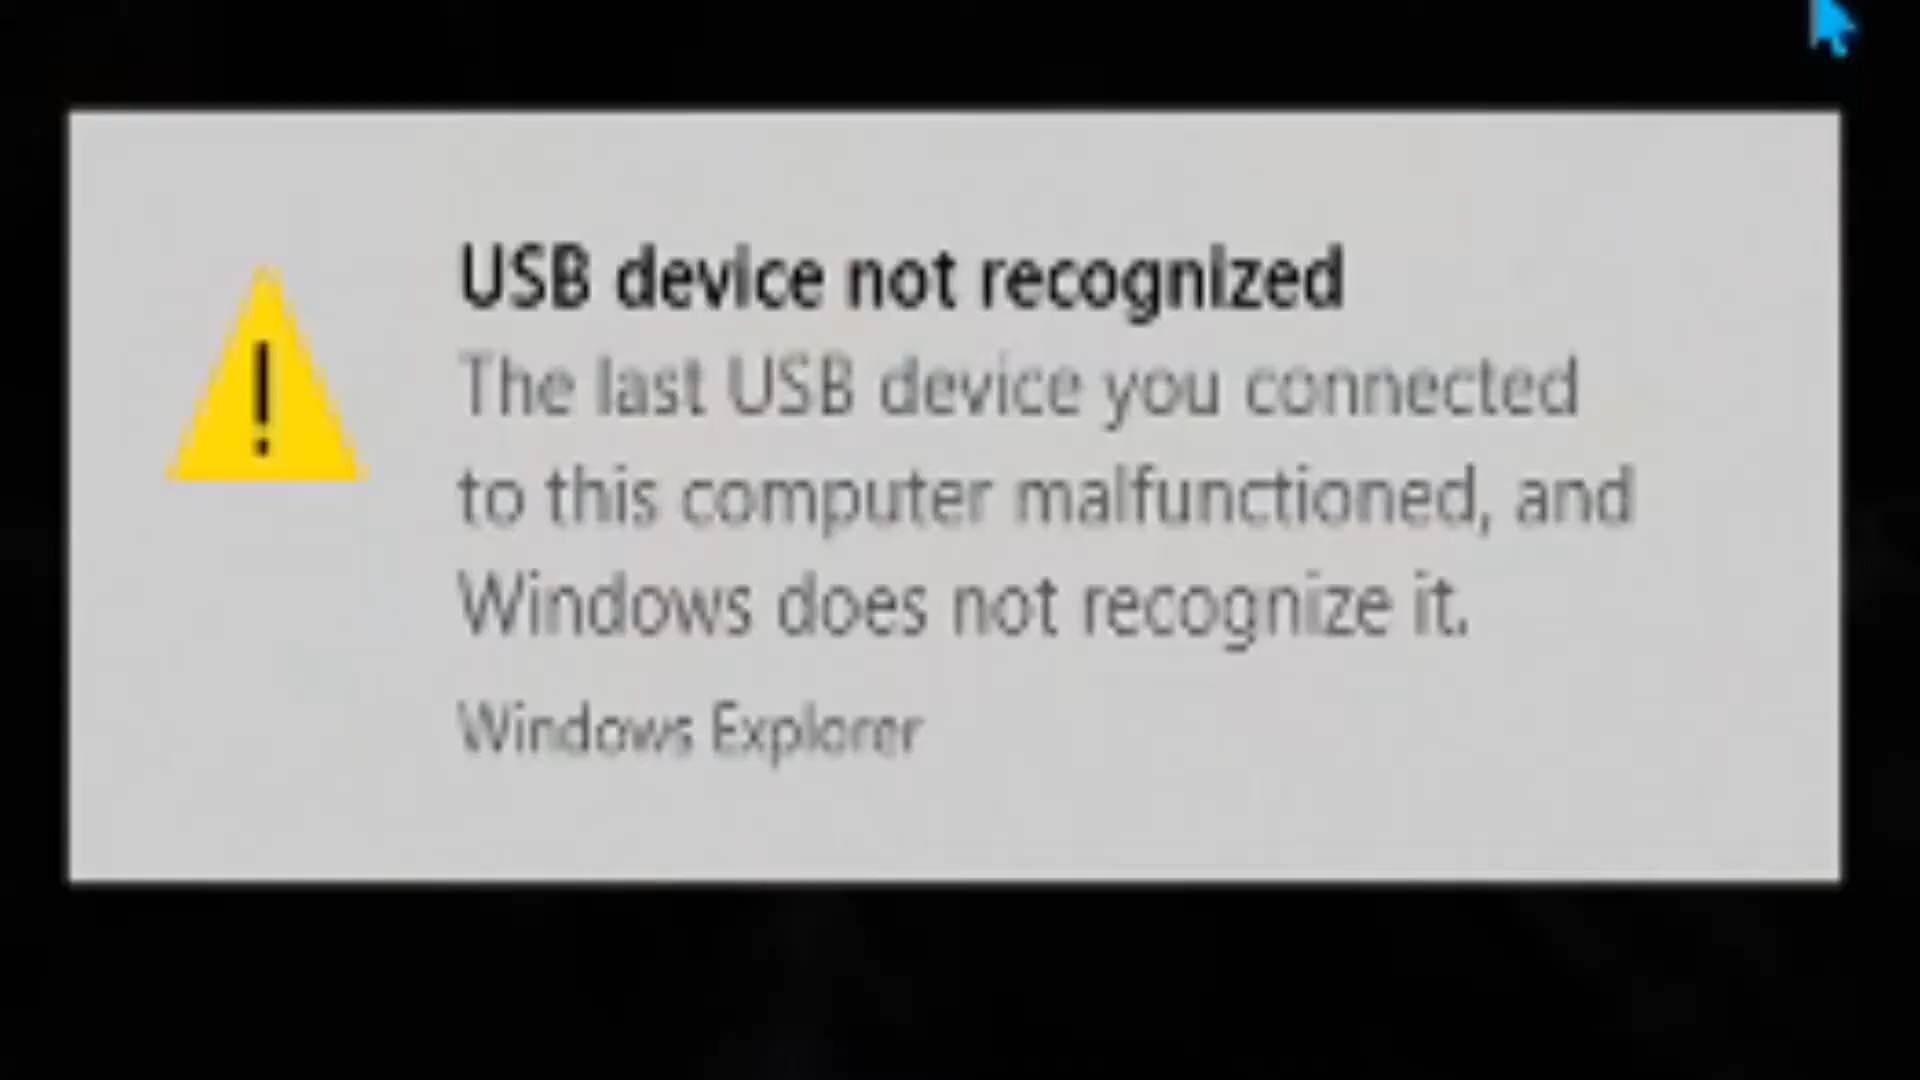 USB device not recognized
The last USB device you connected
to this computer malfunctioned, and
Windows does not recognize it.
Windows Explorer